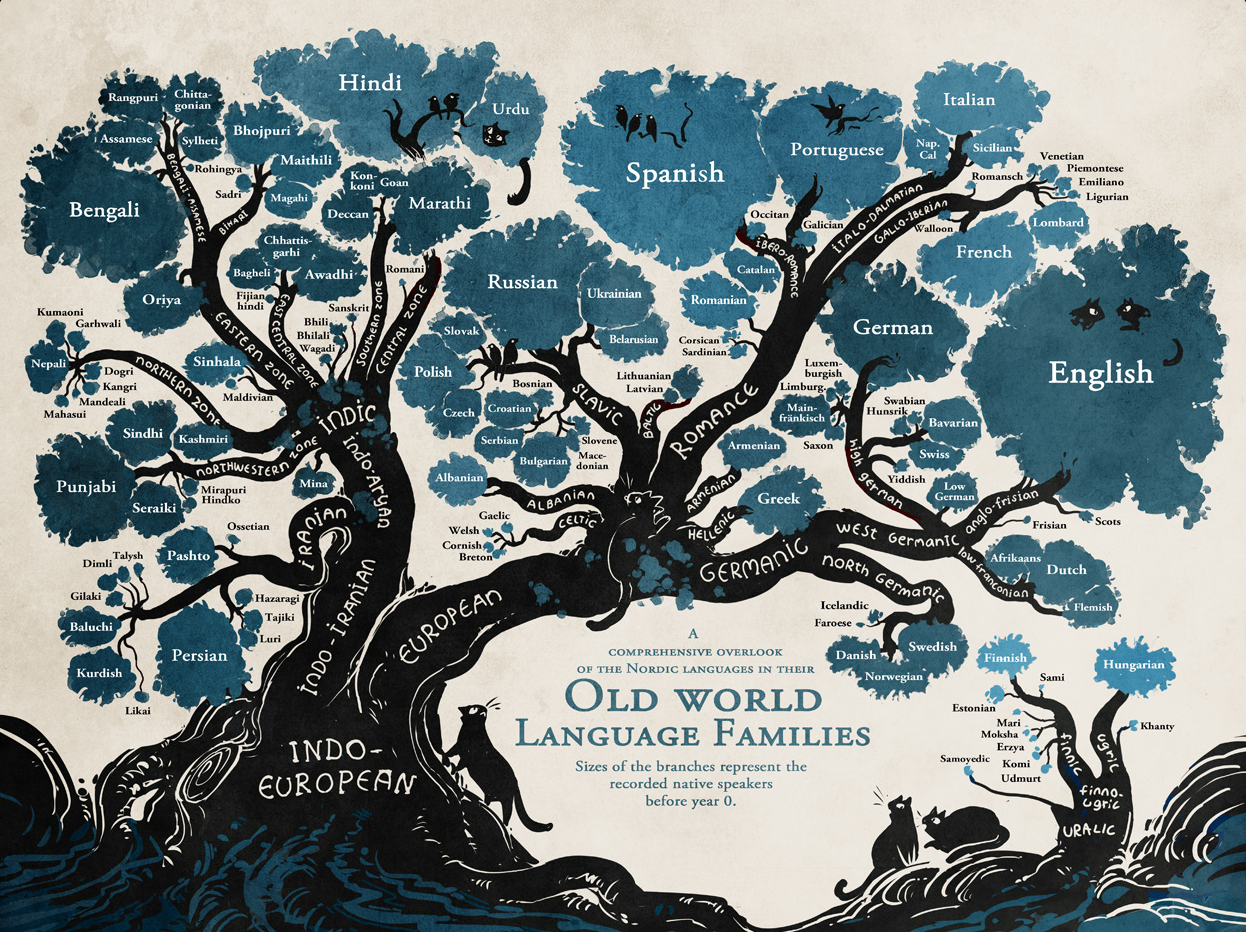 Hindi
Urdu
Rangpuri
Chitta-
gonian
Assamese
Sylheti
Bhojpuri
Maithili
Rohingya
Sadri
Magahi
BENGALI-ASSAMESE
BIHARI
Bengali
Kon-
koni
Goan
Deccan
Marathi
Chhattis-
garhi
Bagheli
Awadhi
Fijian
hindi
Oriya
Romani
Sanskrit
Bhili
Bhilali
Wagadi
EASTERN ZONE
EAST CENTRAL ZONE
SOUTHERN ZONE
CENTRAL ZONE
Kumaoni
Garhwali
Nepali
Dogri
Kangri
Mandeali
Mahasui
NORTHERN ZONE
Sinhala
Maldivian
INDIC
Sindhi
Kashmiri
NORTHWESTERN ZONE
Punjabi
Mirapuri
Hindko
Seraiki
Mina
Indo-Aryan
IRANIAN
Ossetian
Pashto
Talysh
Dimli
Gilaki
Baluchi
Kurdish
Likai
Hazaragi
Tajiki
Luri
Persian
INDO-IRANIAN
INDO-
EUROPEAN
EUROPEAN
Spanish
Portuguese
Italian
Nap.
Cal
Sicilian
Romansch
Venetian
Piemontese
Emiliano
Ligurian
Lombard
Walloon
French
Occitan
Galician
Catalan
IBERO-ROMANCE
ITALO-DALMATIAN
GALLO-IBERIAN
Romanian
Corsican
Sardinian
ROMANCE
Russian
Ukrainian
Belarusian
Slovak
Polish
Czech
Bosnian
Croatian
Serbian
Bulgarian
Slovene
Mace-
donian
SLAVIC
Lithuanian
Latvian
BALTIC
Albanian
ALBANIAN
Gaelic
Welsh
Cornish
Breton
CELTIC
Armenian
ARMENIAN
Greek
HELLENIC
German
English
Luxem-
burgish
Limburg.
Main-
fränkisch
Saxon
Swabian
Hunsrik
Bavarian
Swiss
Yiddish
Low
German
high german
anglo-frisian
Frisian
Scots
GERMANIC
WEST Germanic
low franconian
Afrikaans
Dutch
Flemish
NORTH Germanic
Icelandic
Faroese
Danish
Swedish
Norwegian
A
comprehensive overlook
of the Nordic languages in their
Old world
Language Families
Sizes of the branches represent the
recorded native speakers
before year 0.
Finnish
Hungarian
Sami
Estonian
Mari
Moksha
Erzya
Komi
Udmurt
Samoyedic
Khanty
finnic
ugric
finno-
ugric
URALIC